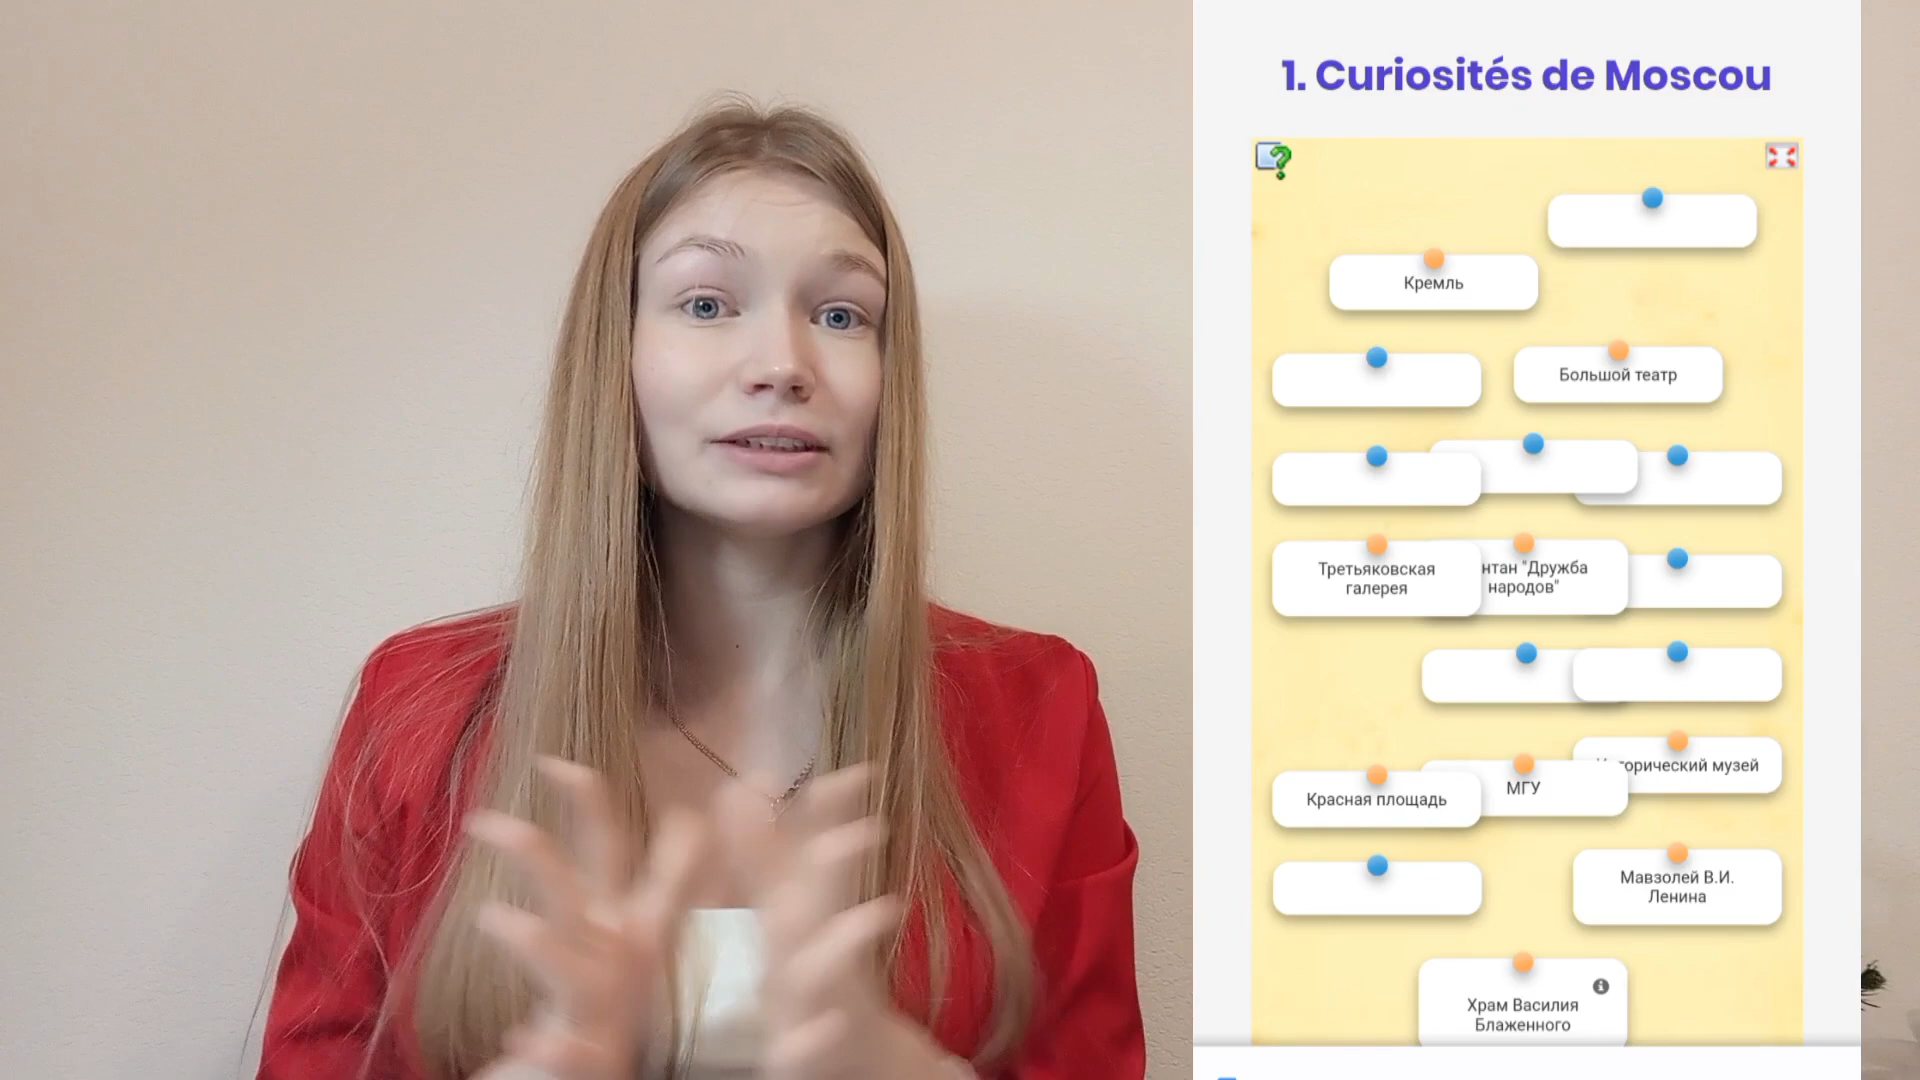 1. Curiosités de Moscou
Кремль
Большой театр
Третьяковская
галерея
"Дружба
народов"
музей
МГУ
Красная площадь
Мавзолей В.И.
Ленина
Храм Василия
Блаженного